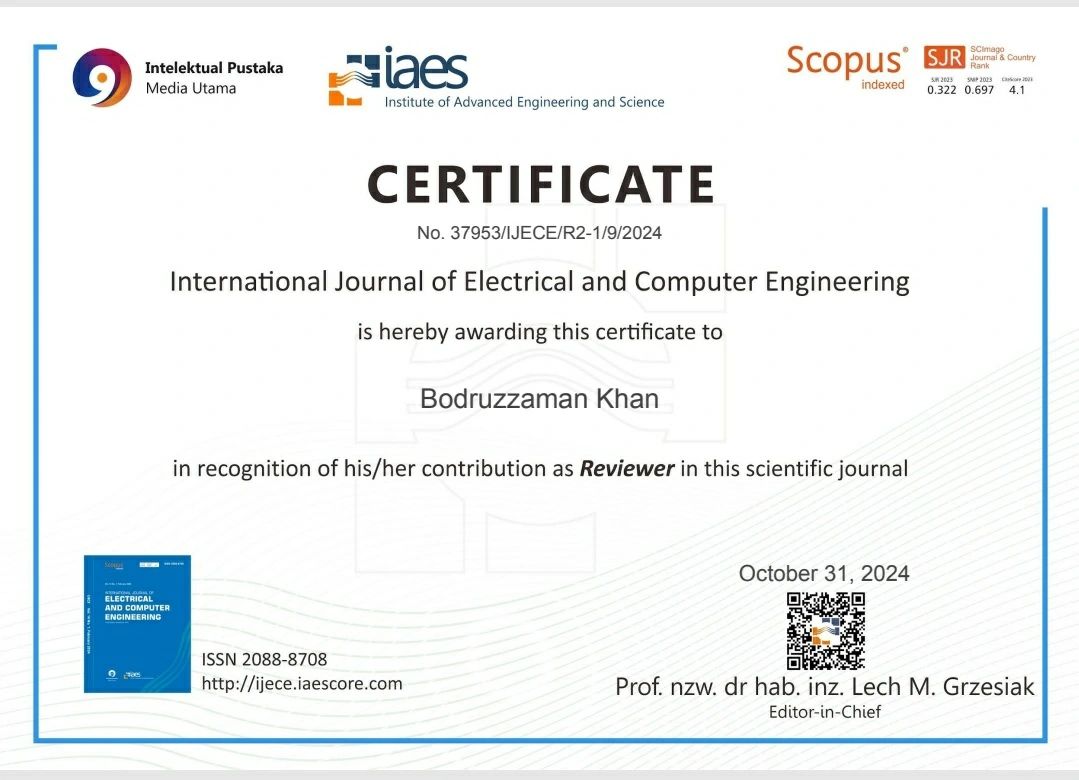 Intelektual Pustaka
Media Utama
iaes
Institute of Advanced Engineering and Science
Scopus®
indexed
SJR
SCImago
Journal & Country
Rank
SJR 2023
0.322
SNIP 2023
0.697
CiteScore 2023
4.1
CERTIFICATE
No. 37953/IJECE/R2-1/9/2024
International Journal of Electrical and Computer Engineering
is hereby awarding this certificate to
Bodruzzaman Khan
in recognition of his/her contribution as Reviewer in this scientific journal
Scopus
INTERNATIONAL JOURNAL OF
ELECTRICAL
AND COMPUTER
ENGINEERING
iaes
ISSN 2088-8708
http://ijece.iaescore.com
October 31, 2024
Prof. nzw. dr hab. inz. Lech M. Grzesiak
Editor-in-Chief